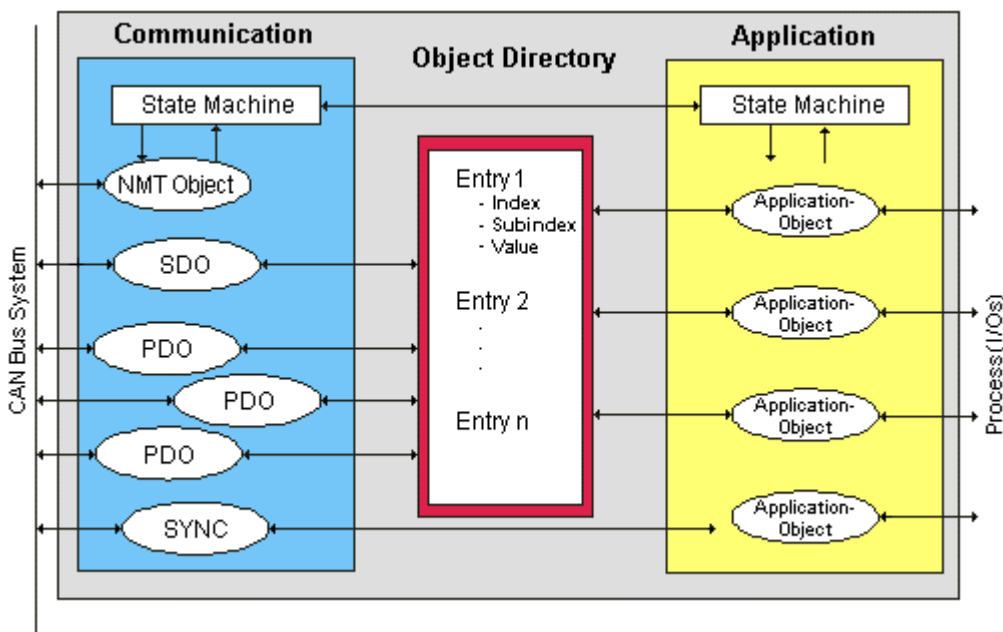 Communication
Object Directory
Application
State Machine
State Machine
NMT Object
SDO
PDO
PDO
PDO
SYNC
Entry 1
- Index
- Subindex
- Value
Entry 2
.
.
.
Entry n
Application-
Object
Application-
Object
Application-
Object
Application-
Object
CAN Bus System
Process(I/Os)